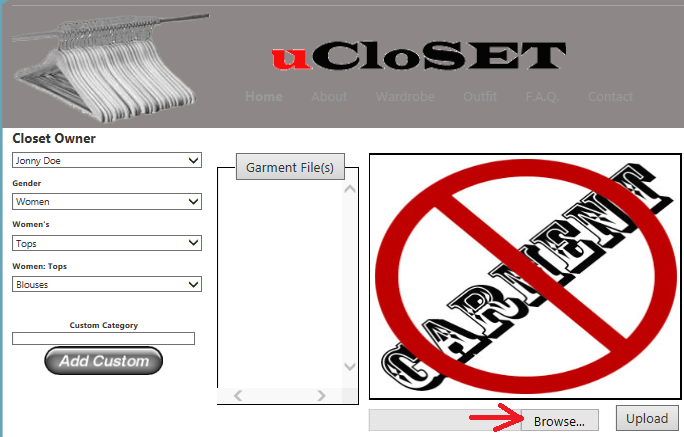 uCloSET
Home About Wardrobe Outfit F.A.Q. Contact
Closet Owner
Jonny Doe
Gender
Women
Women's
Tops
Women: Tops
Blouses
Custom Category
Add Custom
Garment File(s)
GARMENT
Browse...
Upload